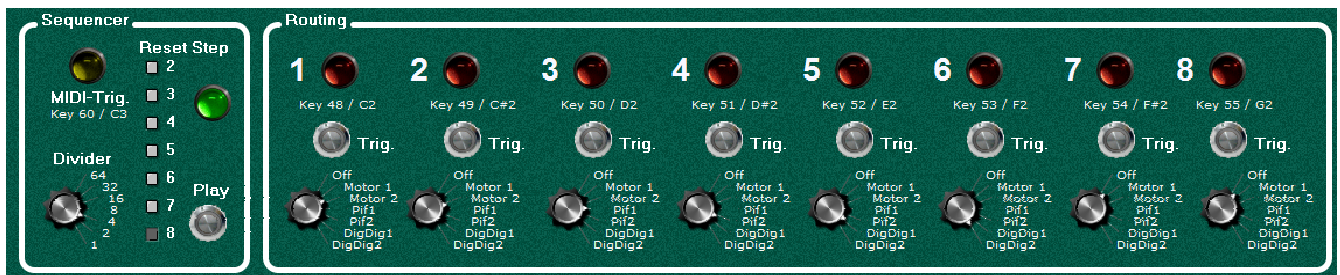 Sequencer
Reset Step
2
3
MIDI-Trig.
Key 60 / C3
4
5
6
7
8
Divider
64
32
16
8
4
2
1
Play
Routing
1 2 3 4 5 6 7 8
Key 48 / C2 Key 49 / C#2 Key 50 / D2 Key 51 / D#2 Key 52 / E2 Key 53 / F2 Key 54 / F#2 Key 55 / G2
Trig. Trig. Trig. Trig. Trig. Trig. Trig. Trig.
Off Off Off Off Off Off Off Off
Motor 1 Motor 1 Motor 1 Motor 1 Motor 1 Motor 1 Motor 1 Motor 1
Motor 2 Motor 2 Motor 2 Motor 2 Motor 2 Motor 2 Motor 2 Motor 2
Pif1 Pif1 Pif1 Pif1 Pif1 Pif1 Pif1 Pif1
Pif2 Pif2 Pif2 Pif2 Pif2 Pif2 Pif2 Pif2
DigDig1 DigDig1 DigDig1 DigDig1 DigDig1 DigDig1 DigDig1 DigDig1
DigDig2 DigDig2 DigDig2 DigDig2 DigDig2 DigDig2 DigDig2 DigDig2